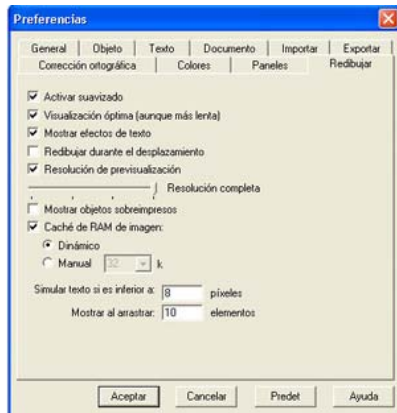 Preferencias
General Objeto Texto Documento Importar Exportar
Corrección ortográfica Colores Paneles Redibujar
Activar suavizado
Visualización óptima (aunque más lenta)
Mostrar efectos de texto
Redibujar durante el desplazamiento
Resolución de previsualización
Resolución completa
Mostrar objetos sobreimpresos
Caché de RAM de imagen:
Dinámico
Manual 32 k
Simular texto si es inferior a: 8 píxeles
Mostrar al arrastrar: 10 elementos
Aceptar Cancelar Predet Ayuda